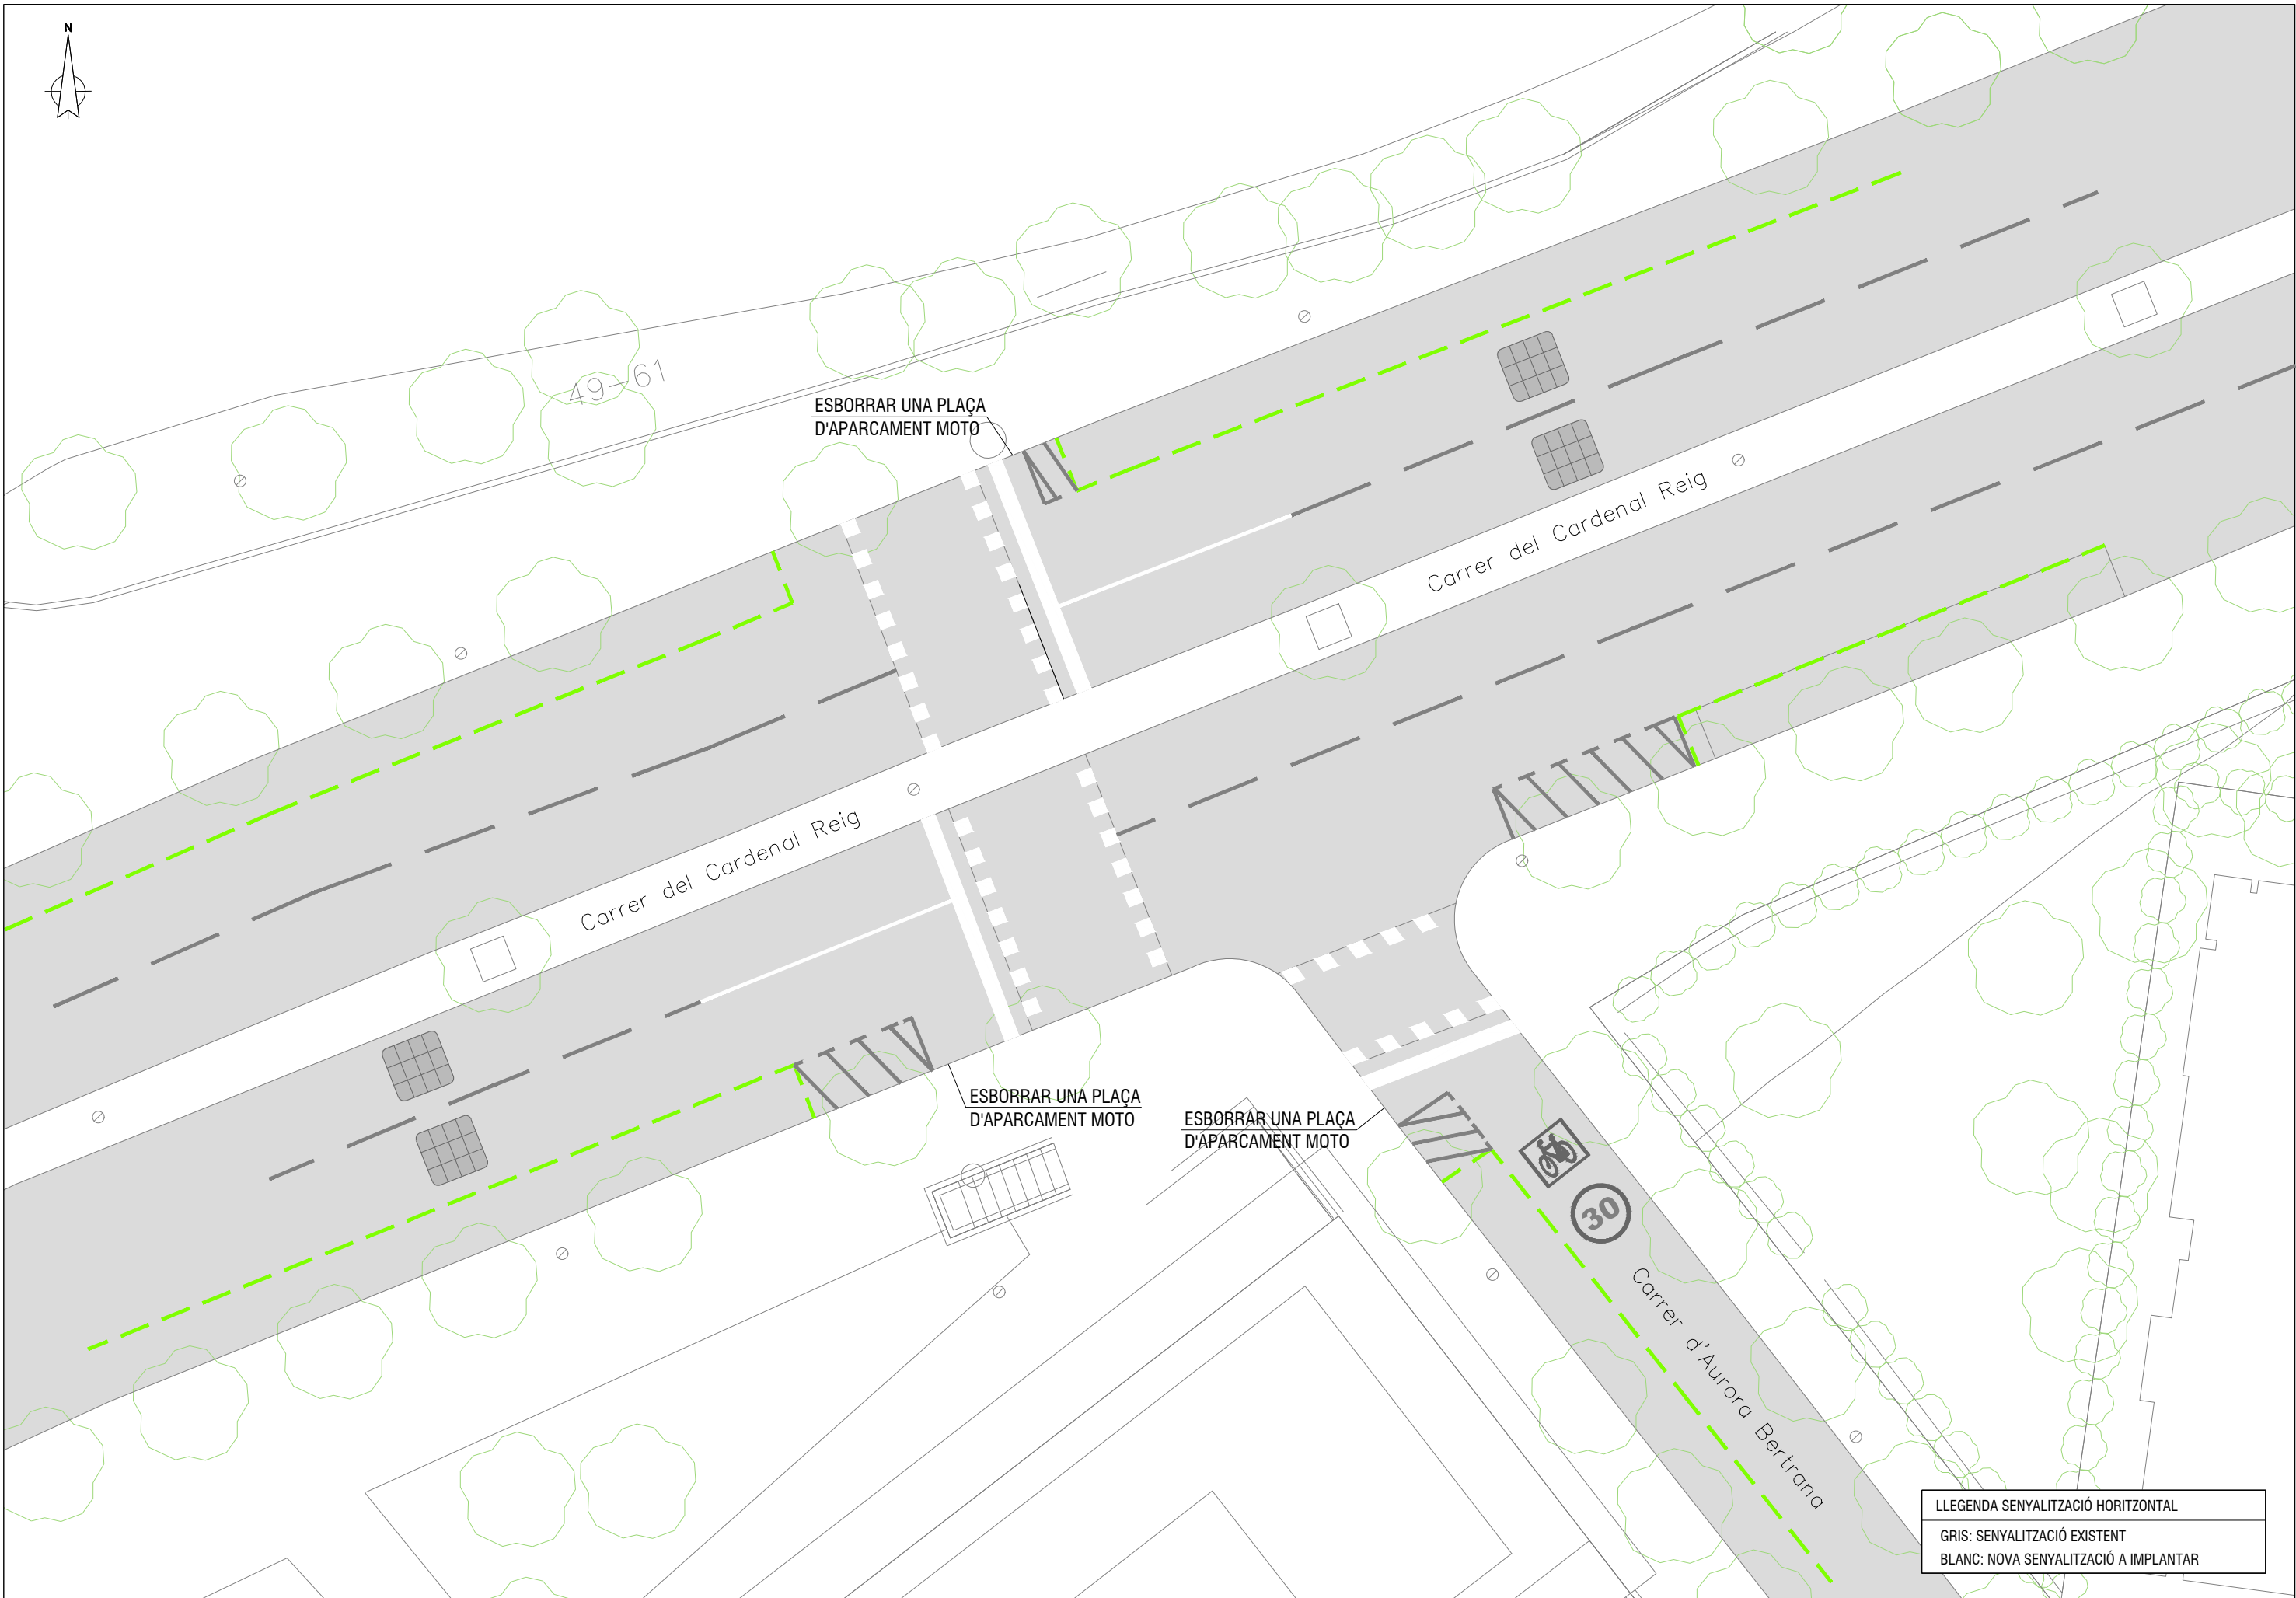 N
49-61
ESBORRAR UNA PLAÇA
D'APARCAMENT MOTO
Carrer del Cardenal Reig
Carrer del Cardenal Reig
ESBORRAR UNA PLAÇA
D'APARCAMENT MOTO
ESBORRAR UNA PLAÇA
D'APARCAMENT MOTO
30
Carrer d'Aurora Bertrana
LLEGENDA SENYALITZACIÓ HORITZONTAL
GRIS: SENYALITZACIÓ EXISTENT
BLANC: NOVA SENYALITZACIÓ A IMPLANTAR